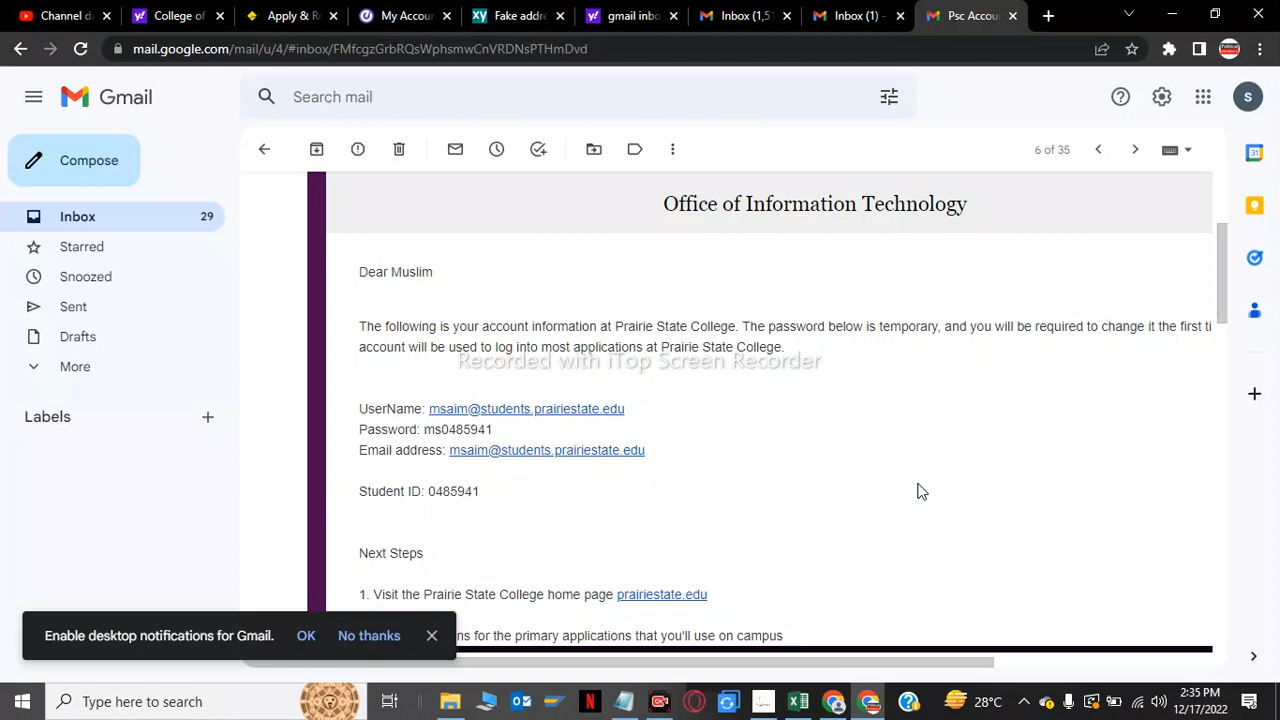 Channel da
College of
Apply & R
My Accou
Fake addre
gmail inbo
Inbox (1,51
Inbox (1) -
Psc Accou
mail.google.com/mail/u/4/#inbox/FMfcgzGrbRQsWphsmwCnVRDNsPTHmDvd
Gmail
Search mail
S
Compose
6 of 35
Inbox 29
Starred
Snoozed
Sent
Drafts
More
Labels
Office of Information Technology
Dear Muslim
The following is your account information at Prairie State College. The password below is temporary, and you will be required to change it the first ti
account will be used to log into most applications at Prairie State College.
Recorded with iTop Screen Recorder
UserName: msaim@students.prairiestate.edu
Password: ms0485941
Email address: msaim@students.prairiestate.edu
Student ID: 0485941
Next Steps
1. Visit the Prairie State College home page prairiestate.edu
ns for the primary applications that you'll use on campus
Enable desktop notifications for Gmail. OK No thanks
Type here to search
28°C
2:35 PM
12/17/2022